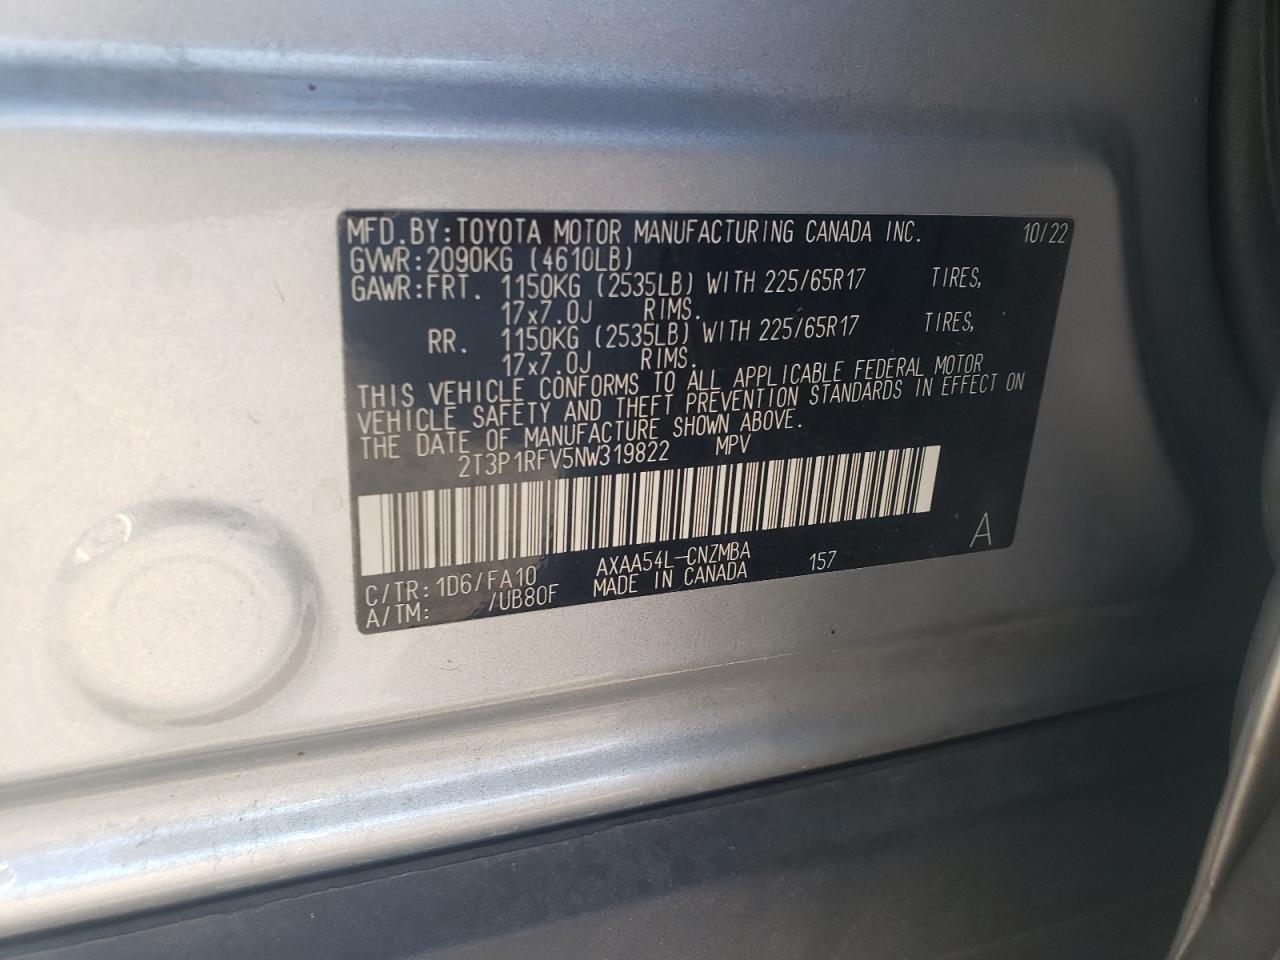 MFD.BY:TOYOTA MOTOR MANUFACTURING CANADA INC. 10/22
GVWR:2090KG (4610LB)
GAWR:FRT. 1150KG (2535LB) WITH 225/65R17 TIRES,
17x7.0J RIMS.
RR. 1150KG (2535LB) WITH 225/65R17 TIRES,
17x7.0J RIMS.
THIS VEHICLE CONFORMS TO ALL APPLICABLE FEDERAL MOTOR
VEHICLE SAFETY AND THEFT PREVENTION STANDARDS IN EFFECT ON
THE DATE OF MANUFACTURE SHOWN ABOVE.
2T3P1RFV5NW319822 MPV
C/TR:1D6/FA10 AXAA54L-CNZMBA 157 A
A/TM: /UB80F MADE IN CANADA